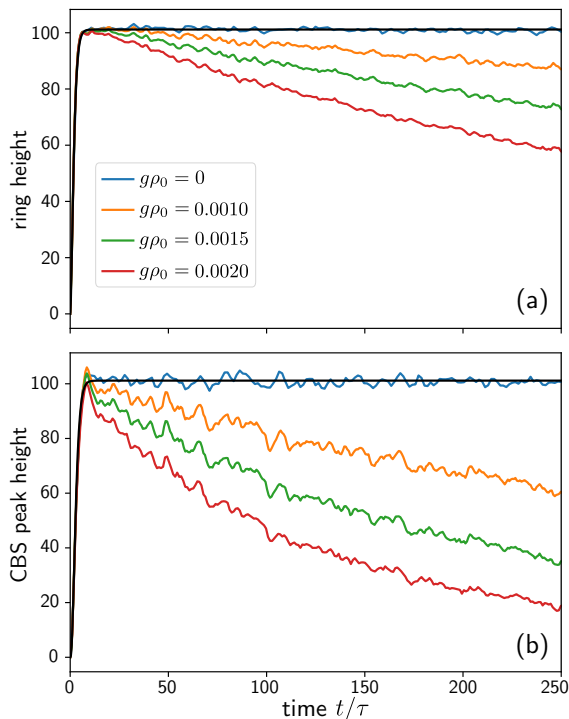 100
80
60
40
20
0
ring height
gρ₀ = 0
gρ₀ = 0.0010
gρ₀ = 0.0015
gρ₀ = 0.0020
(a)
100
80
60
40
20
0
CBS peak height
(b)
0 50 100 150 200 250
time t/τ